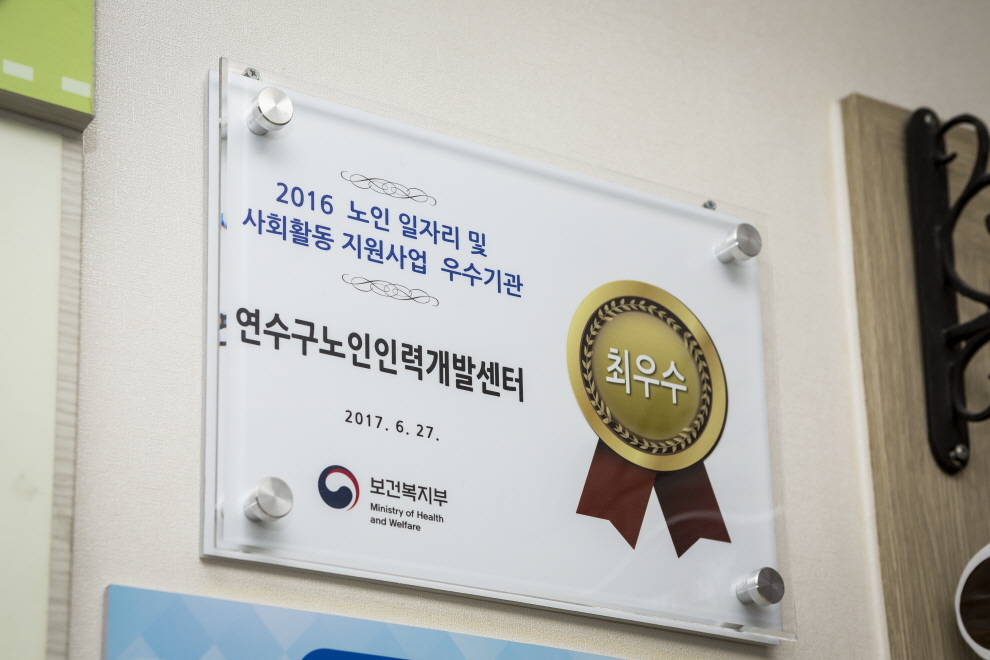 2016 노인 일자리 및
사회활동 지원사업 우수기관
연수구노인인력개발센터
최우수
2017. 6. 27.
보건복지부
Ministry of Health
and Welfare